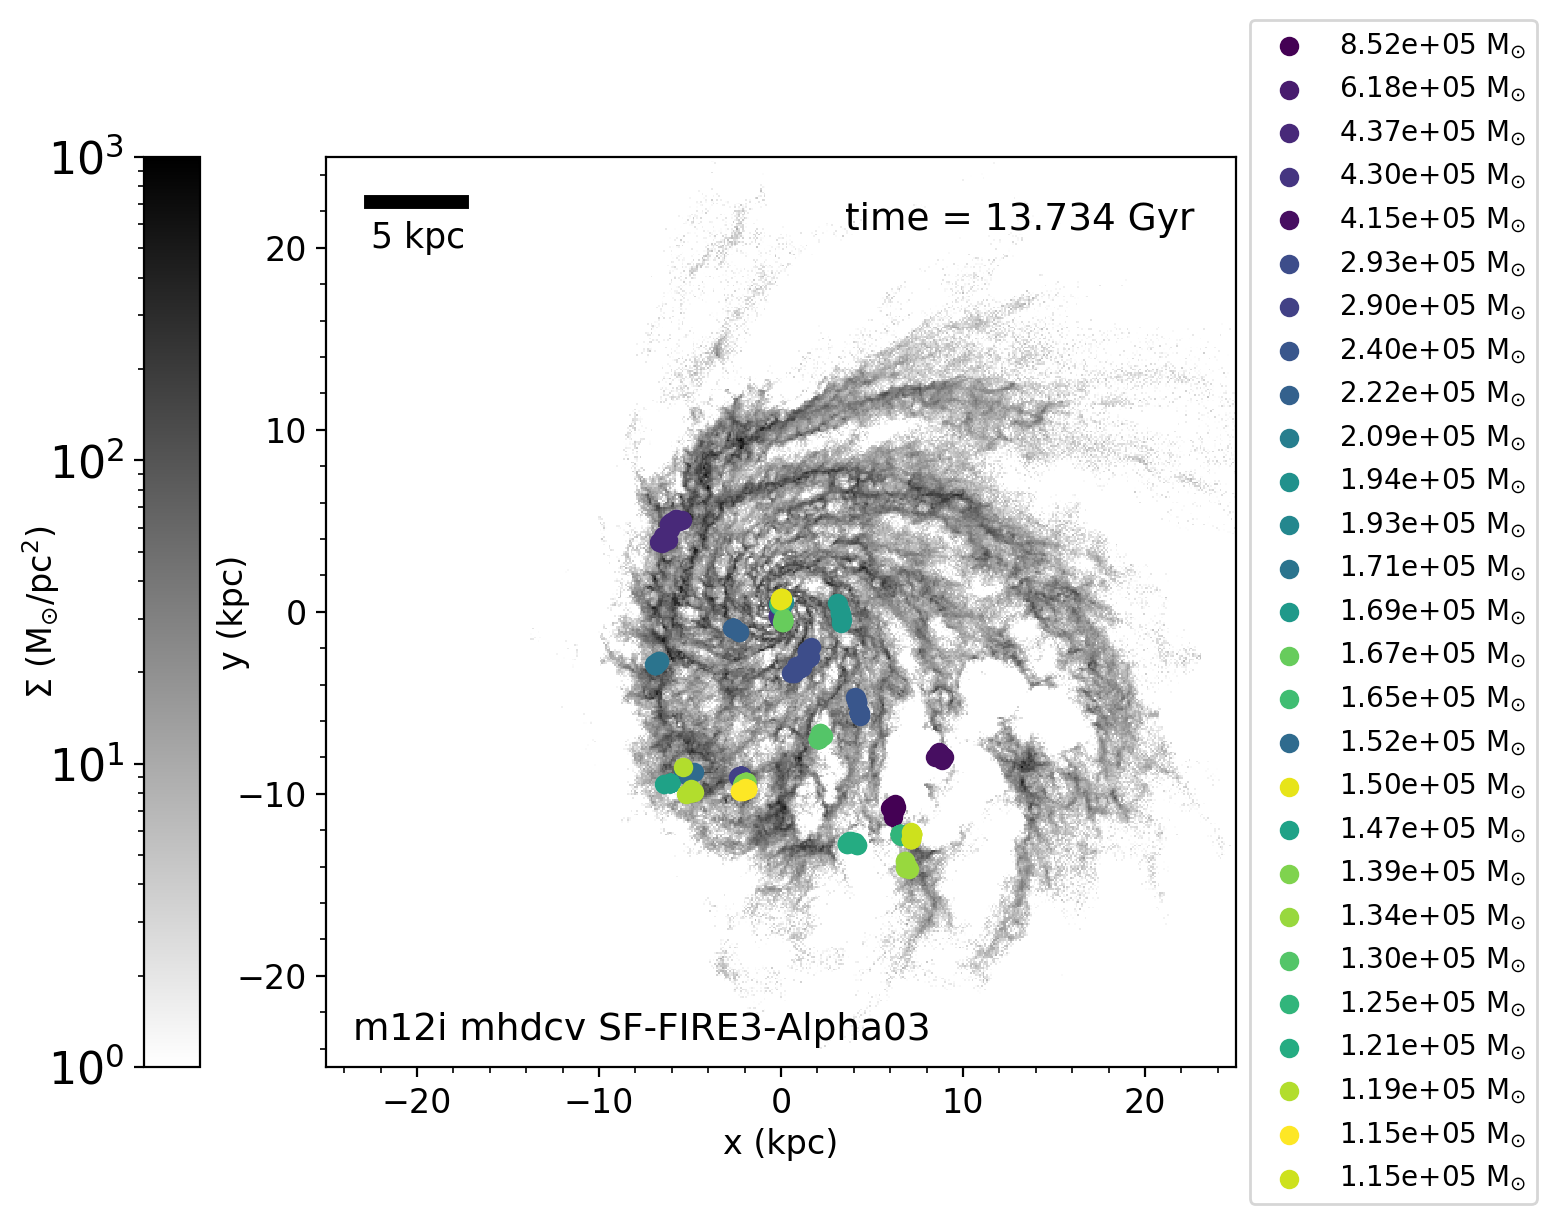 10³
10²
10¹
10⁰
Σ (M⊙/pc²)
y (kpc)
20
10
0
−10
−20
5 kpc
time = 13.734 Gyr
m12i mhdcv SF-FIRE3-Alpha03
−20 −10 0 10 20
x (kpc)
8.52e+05 M⊙
6.18e+05 M⊙
4.37e+05 M⊙
4.30e+05 M⊙
4.15e+05 M⊙
2.93e+05 M⊙
2.90e+05 M⊙
2.40e+05 M⊙
2.22e+05 M⊙
2.09e+05 M⊙
1.94e+05 M⊙
1.93e+05 M⊙
1.71e+05 M⊙
1.69e+05 M⊙
1.67e+05 M⊙
1.65e+05 M⊙
1.52e+05 M⊙
1.50e+05 M⊙
1.47e+05 M⊙
1.39e+05 M⊙
1.34e+05 M⊙
1.30e+05 M⊙
1.25e+05 M⊙
1.21e+05 M⊙
1.19e+05 M⊙
1.15e+05 M⊙
1.15e+05 M⊙